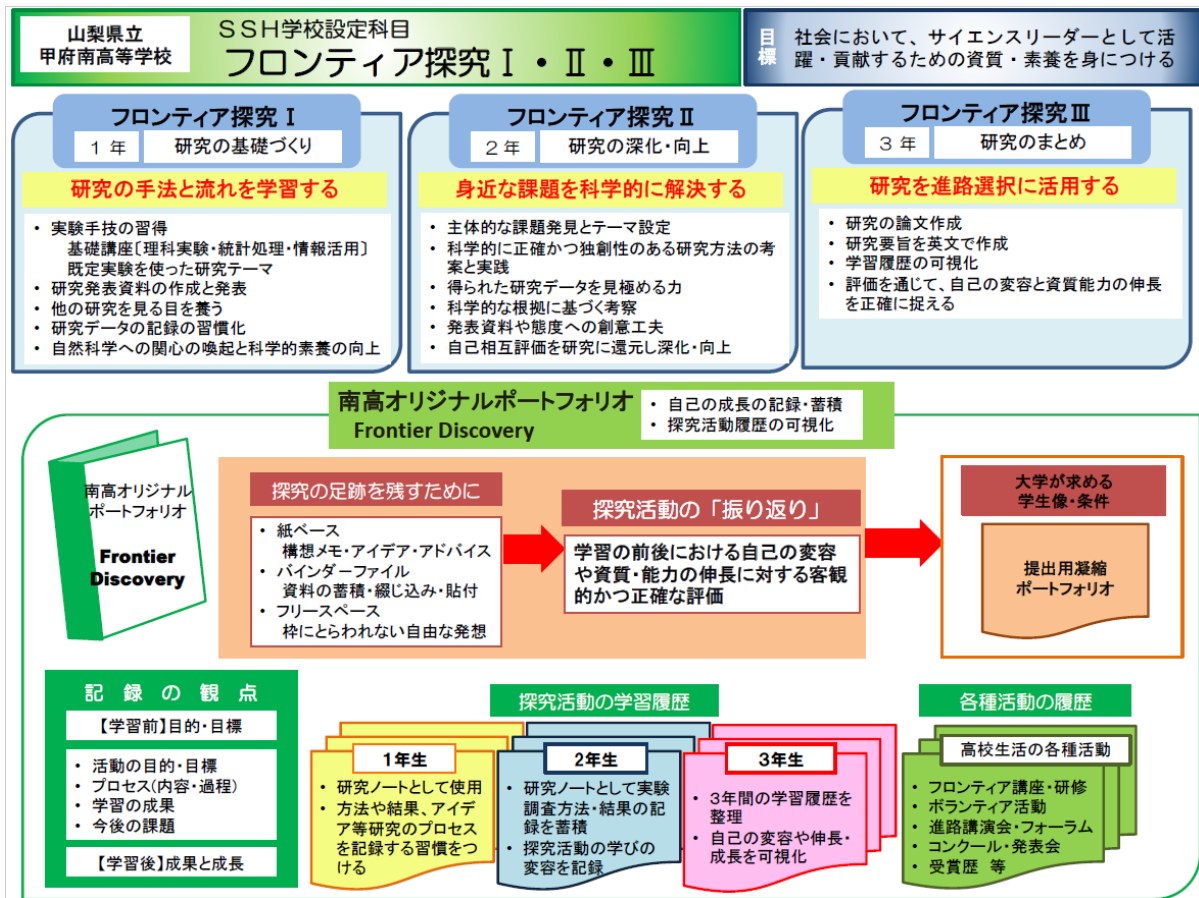 山梨県立
甲府南高等学校
ＳＳＨ学校設定科目
フロンティア探究Ⅰ・Ⅱ・Ⅲ
目標
社会において、サイエンスリーダーとして活
躍・貢献するための資質・素養を身につける
フロンティア探究Ⅰ
１年 研究の基礎づくり
研究の手法と流れを学習する
• 実験手技の習得
基礎講座〔理科実験・統計処理・情報活用〕
既定実験を使った研究テーマ
• 研究発表資料の作成と発表
• 他の研究を見る目を養う
• 研究データの記録の習慣化
• 自然科学への関心の喚起と科学的素養の向上
フロンティア探究Ⅱ
２年 研究の深化・向上
身近な課題を科学的に解決する
• 主体的な課題発見とテーマ設定
• 科学的に正確かつ独創性のある研究方法の考
案と実践
• 得られた研究データを見極める力
• 科学的な根拠に基づく考察
• 発表資料や態度への創意工夫
• 自己相互評価を研究に還元し深化・向上
フロンティア探究Ⅲ
３年 研究のまとめ
研究を進路選択に活用する
• 研究の論文作成
• 研究要旨を英文で作成
• 学習履歴の可視化
• 評価を通じて、自己の変容と資質能力の伸長
を正確に捉える
南高オリジナルポートフォリオ
Frontier Discovery
• 自己の成長の記録・蓄積
• 探究活動履歴の可視化
南高オリジナル
ポートフォリオ
Frontier
Discovery
探究の足跡を残すために
• 紙ベース
構想メモ・アイデア・アドバイス
• バインダーファイル
資料の蓄積・綴じ込み・貼付
• フリースペース
枠にとらわれない自由な発想
探究活動の「振り返り」
学習の前後における自己の変容
や資質・能力の伸長に対する客観
的かつ正確な評価
大学が求める
学生像・条件
提出用凝縮
ポートフォリオ
記録の観点
【学習前】目的・目標
• 活動の目的・目標
• プロセス(内容・過程)
• 学習の成果
• 今後の課題
【学習後】成果と成長
探究活動の学習履歴
1年生
• 研究ノートとして使用
• 方法や結果、アイデ
ア等研究のプロセス
を記録する習慣をつ
ける
2年生
• 研究ノートとして実験
調査方法・結果の記
録を蓄積
• 探究活動の学びの
変容を記録
3年生
• ３年間の学習履歴を
整理
• 自己の変容や伸長・
成長を可視化
各種活動の履歴
高校生活の各種活動
• フロンティア講座・研修
• ボランティア活動
• 進路講演会・フォーラム
• コンクール・発表会
• 受賞歴 等